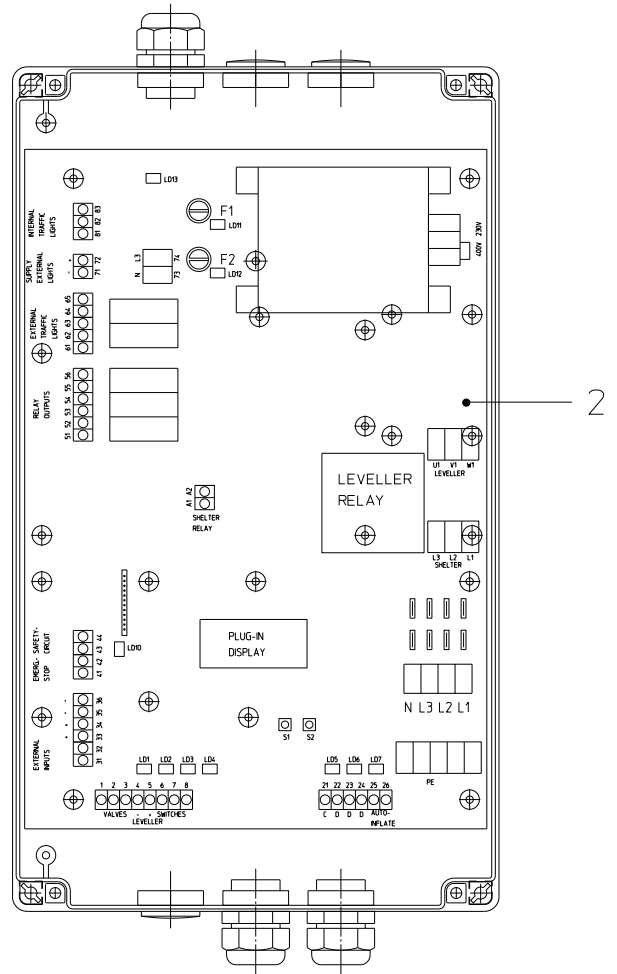 LD13
83
82
81
INTERNAL
TRAFFIC
LIGHTS
F1
LD11
230V
400V
+ 72
- 71
SUPPLY
EXTERNAL
LIGHTS
L3 74
N 73
F2
LD12
65
64
63
62
61
EXTERNAL
TRAFFIC
LIGHTS
56
55
54
53
52
51
RELAY
OUTPUTS
2
U1 V1 W1
LEVELLER
LEVELLER
RELAY
A2
A1
SHELTER
RELAY
L3 L2 L1
SHELTER
44
43
42
41
SAFETY-
CIRCUIT
EMERG.-
STOP
LD10
PLUG-IN
DISPLAY
N L3 L2 L1
- 36
- 35
+ 34
+ 33
32
31
EXTERNAL
INPUTS
S1 S2
LD1 LD2 LD3 LD4
LD5 LD6 LD7
PE
1 2 3 4 5 6 7 8
VALVES - + SWITCHES
LEVELLER
21 22 23 24 25 26
C D D D AUTO-
INFLATE